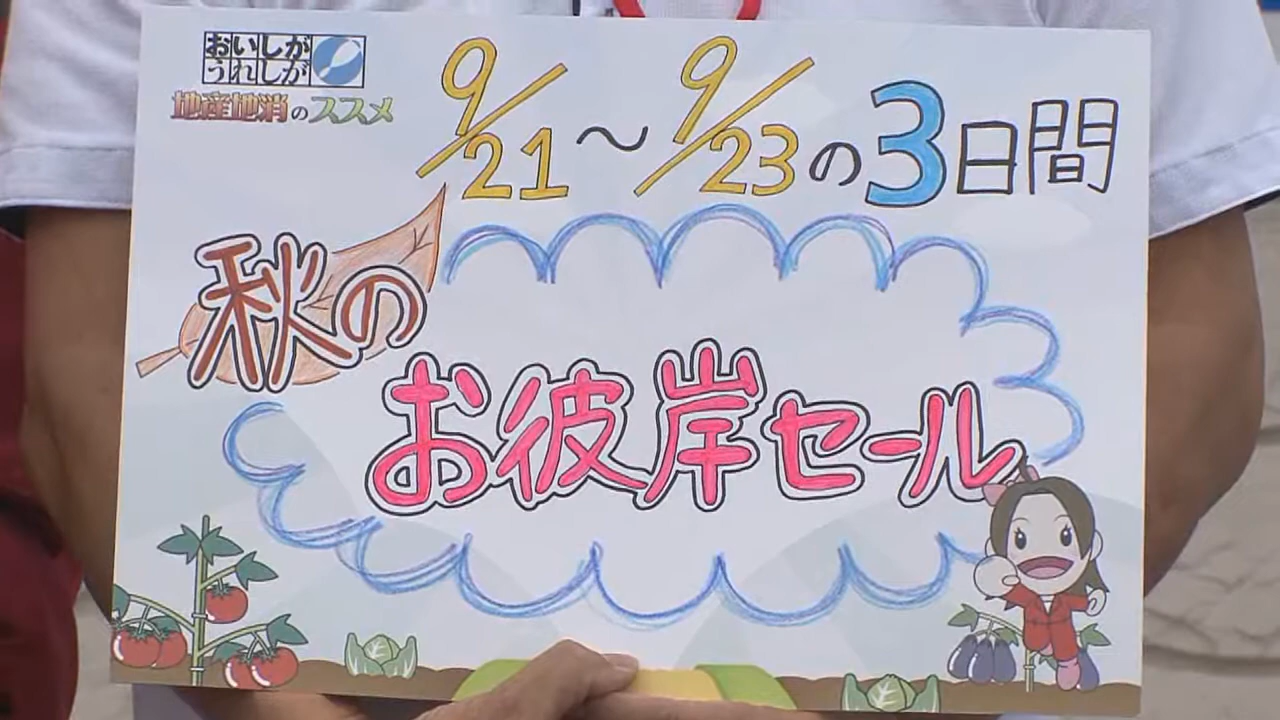 おいしが
うれしが
地産地消のススメ
9/21～9/23の3日間
秋の
お彼岸セール